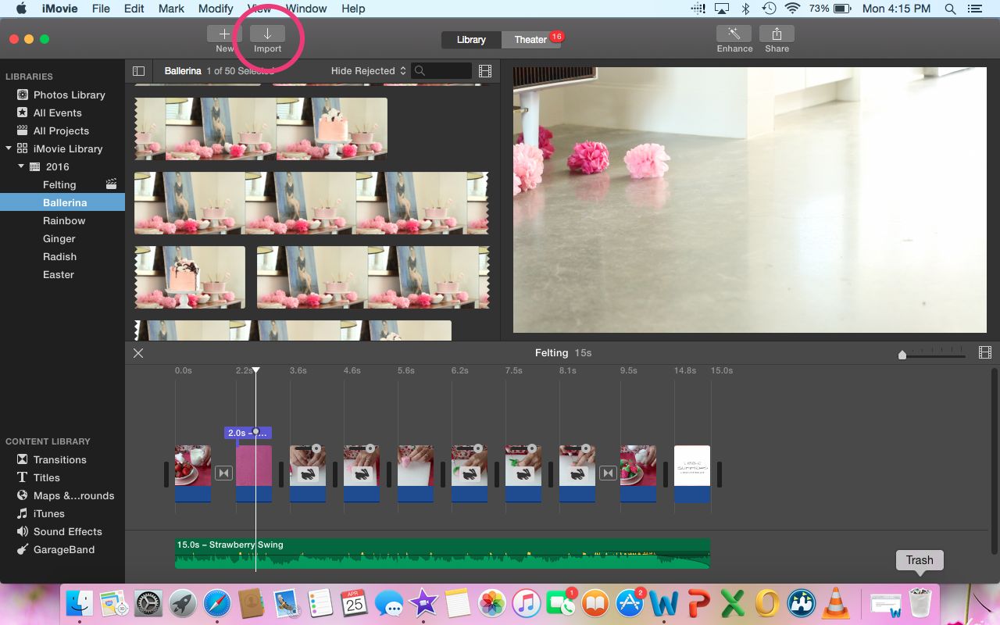 iMovie File Edit Mark Modify View Window Help 73% Mon 4:15 PM
New Import Library Theater 16 Enhance Share
LIBRARIES
Photos Library
All Events
All Projects
iMovie Library
2016
Felting
Ballerina
Rainbow
Ginger
Radish
Easter
Ballerina 1 of 50 Selected Hide Rejected
Felting 15s
0.0s 2.2s 3.6s 4.6s 5.6s 6.2s 7.5s 8.1s 9.5s 14.8s 15.0s
2.0s –
15.0s – Strawberry Swing
CONTENT LIBRARY
Transitions
Titles
Maps &...rounds
iTunes
Sound Effects
GarageBand
Trash
APR
25
1
2